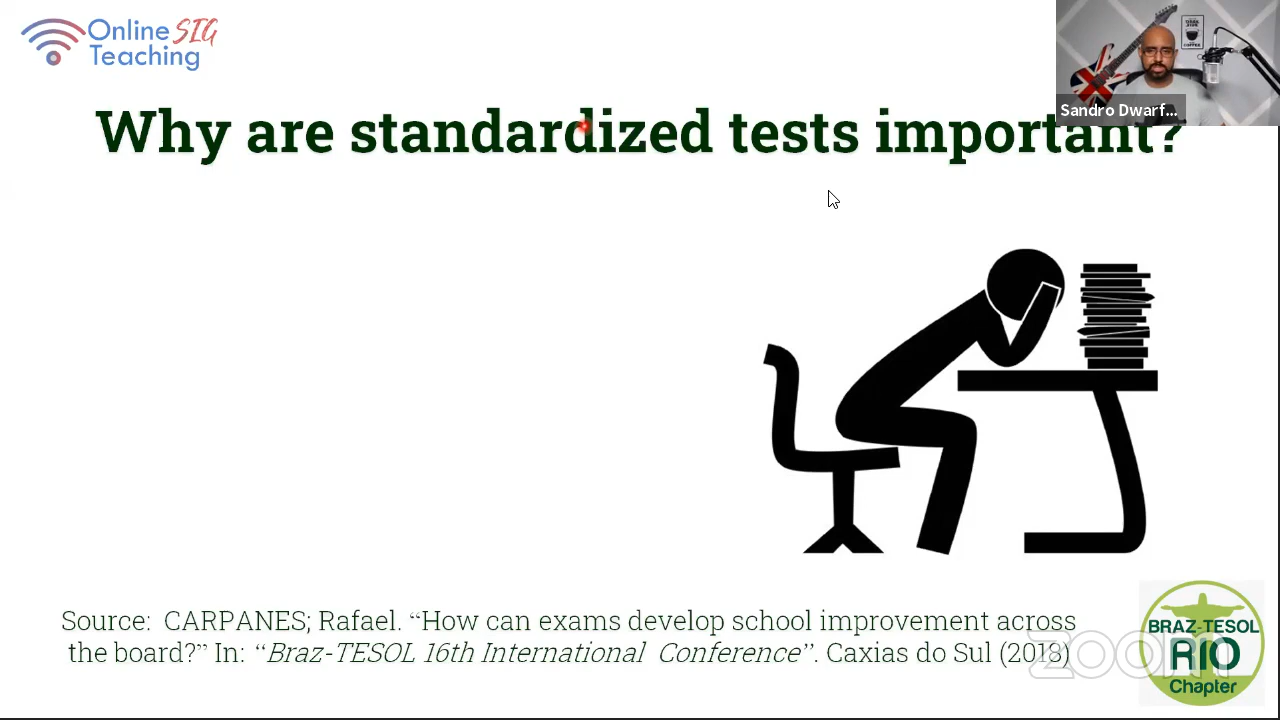 Online SIG
Teaching
Sandro Dwarf...
Why are standardized tests important?
Source: CARPANES; Rafael. “How can exams develop school improvement across
the board?” In: “Braz-TESOL 16th International Conference”. Caxias do Sul (2018)
zoom
BRAZ-TESOL
RIO
Chapter